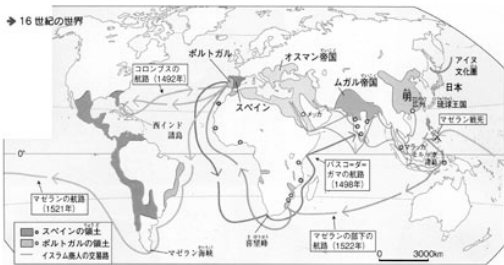 ➔ 16世紀の世界
ポルトガル
コロンブスの
航路(1492年)
オスマン帝国
ムガル帝国
アイヌ
文化圏
日本
明
琉球王国
スペイン
メッカ
西インド
諸島
マゼラン戦死
マラッカ
0°
バスコ=ダ=
ガマの航路
(1498年)
マゼランの航路
(1521年)
マゼランの部下の
航路(1522年)
喜望峰
マゼラン海峡
スペインの領土
ポルトガルの領土
イスラム商人の交易路
0 3000km